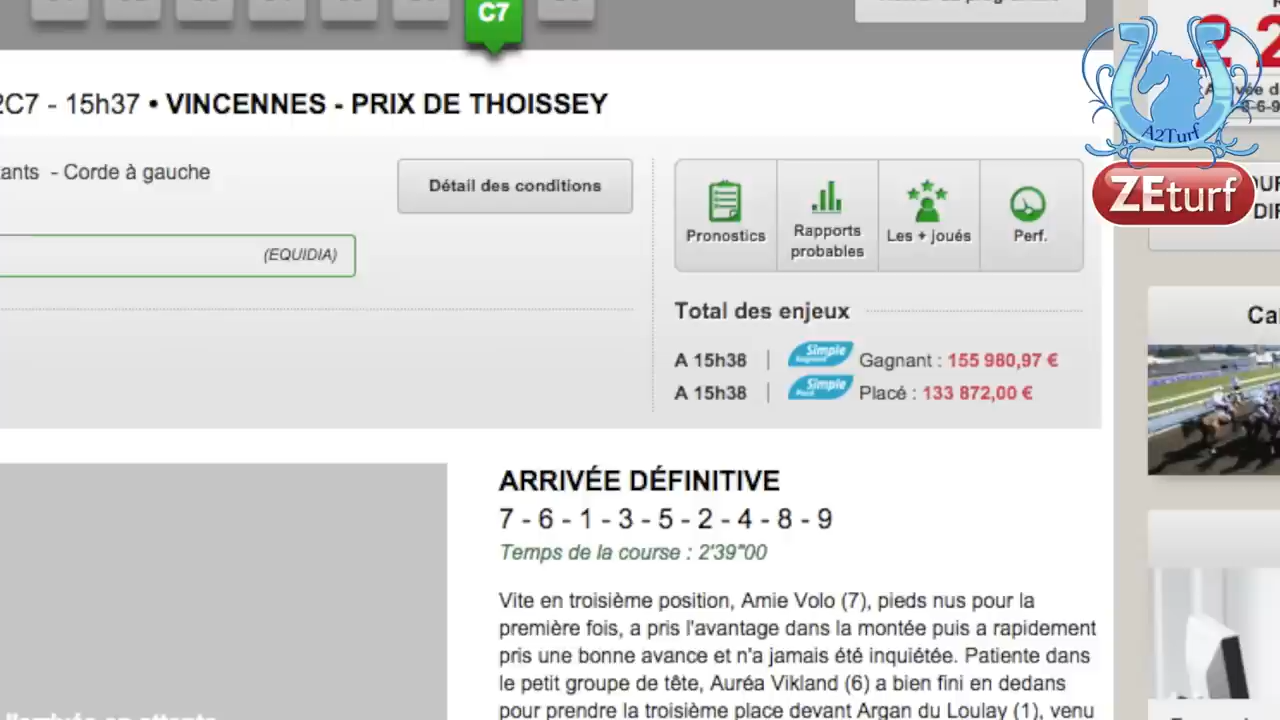 C7
2C7 - 15h37 • VINCENNES - PRIX DE THOISSEY
- Corde à gauche
Détail des conditions
(EQUIDIA)
Pronostics
Rapports probables
Les + joués
Perf.
Total des enjeux
A 15h38 | Simple Gagnant : 155 980,97 €
A 15h38 | Simple Placé : 133 872,00 €
ARRIVÉE DÉFINITIVE
7 - 6 - 1 - 3 - 5 - 2 - 4 - 8 - 9
Temps de la course : 2'39"00
Vite en troisième position, Amie Volo (7), pieds nus pour la
première fois, a pris l'avantage dans la montée puis a rapidement
pris une bonne avance et n'a jamais été inquiétée. Patiente dans
le petit groupe de tête, Auréa Vikland (6) a bien fini en dedans
pour prendre la troisième place devant Argan du Loulay (1), venu
A2Turf
ZEturf